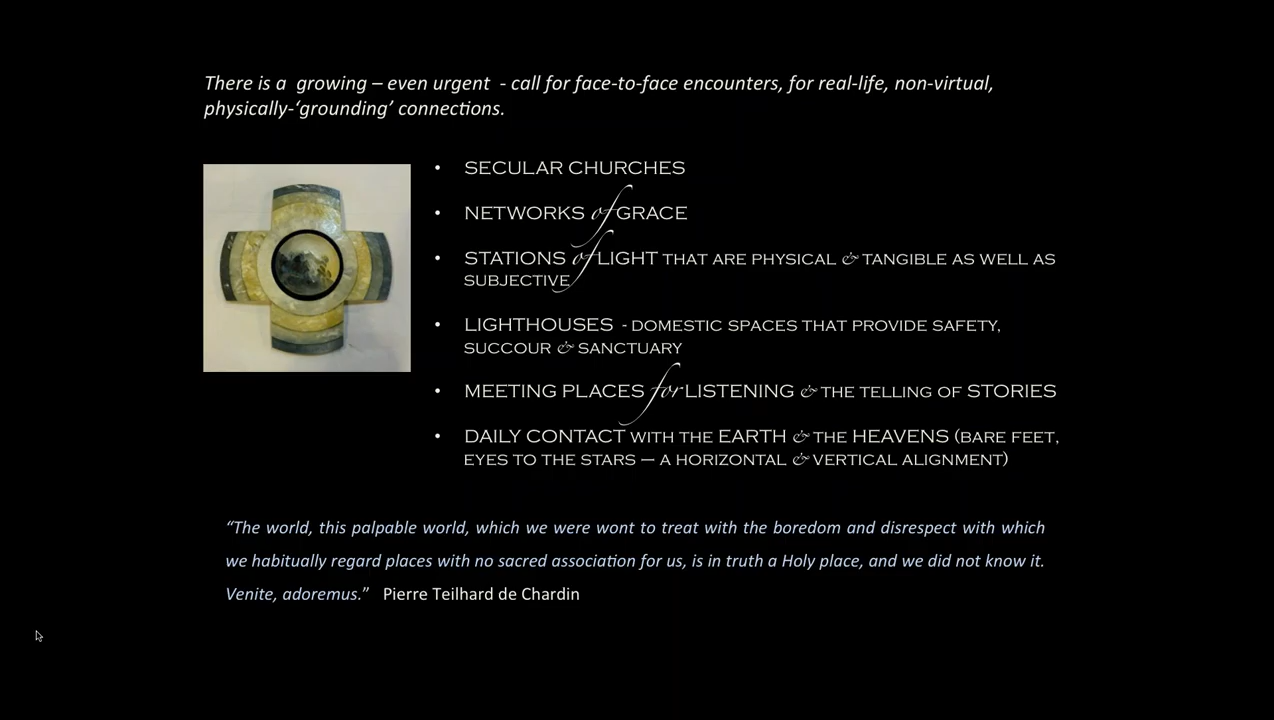 There is a growing – even urgent - call for face-to-face encounters, for real-life, non-virtual,
physically-‘grounding’ connections.
• SECULAR CHURCHES
• NETWORKS of GRACE
• STATIONS of LIGHT THAT ARE PHYSICAL & TANGIBLE AS WELL AS
SUBJECTIVE
• LIGHTHOUSES - DOMESTIC SPACES THAT PROVIDE SAFETY,
SUCCOUR & SANCTUARY
• MEETING PLACES for LISTENING & THE TELLING OF STORIES
• DAILY CONTACT WITH THE EARTH & THE HEAVENS (BARE FEET,
EYES TO THE STARS — A HORIZONTAL & VERTICAL ALIGNMENT)
“The world, this palpable world, which we were wont to treat with the boredom and disrespect with which
we habitually regard places with no sacred association for us, is in truth a Holy place, and we did not know it.
Venite, adoremus.” Pierre Teilhard de Chardin